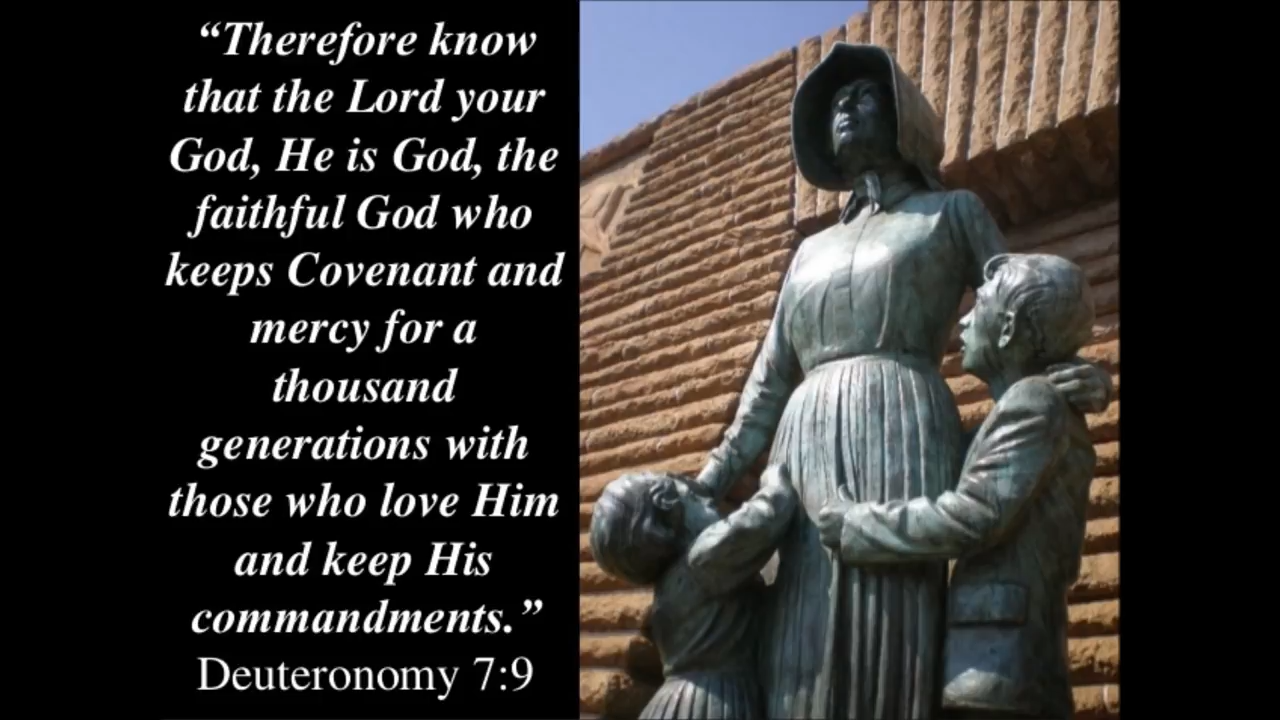 “Therefore know
that the Lord your
God, He is God, the
faithful God who
keeps Covenant and
mercy for a
thousand
generations with
those who love Him
and keep His
commandments.”
Deuteronomy 7:9